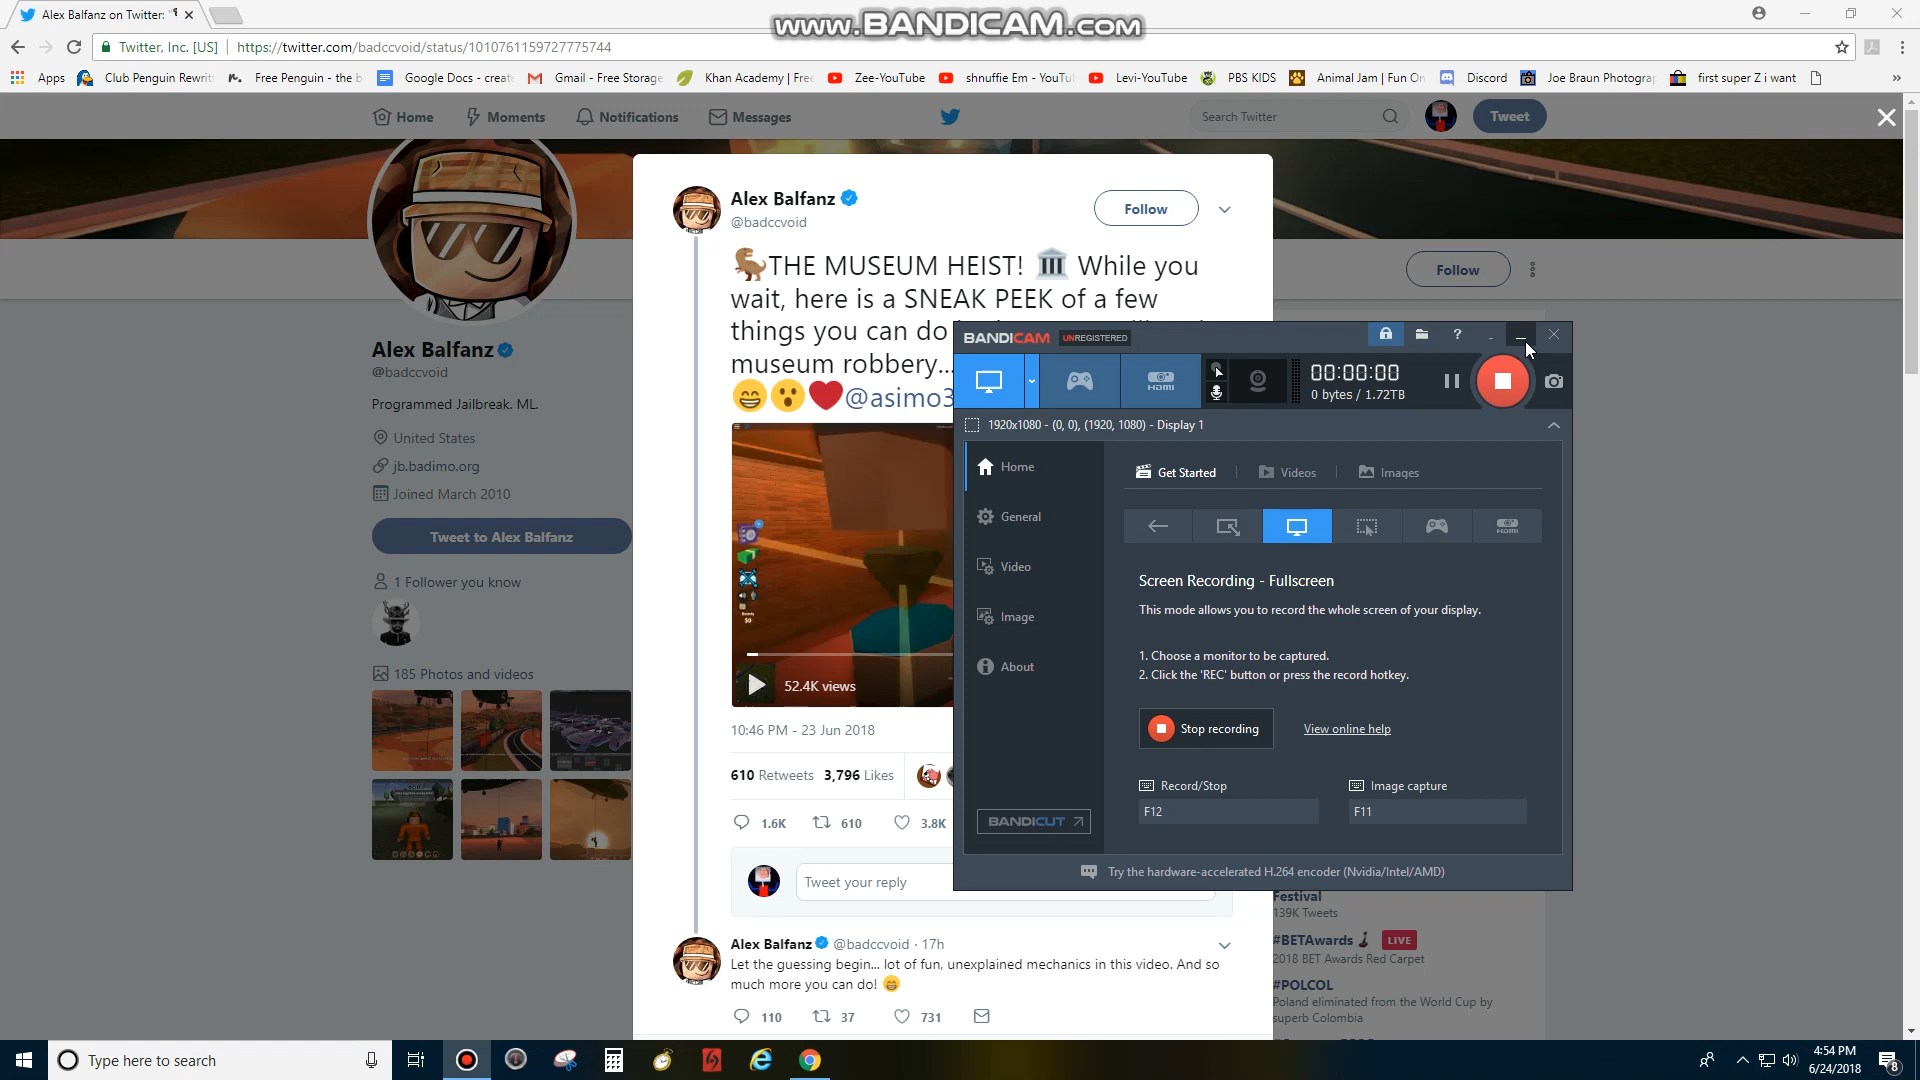 Alex Balfanz on Twitter: "
www.BANDICAM.com
Twitter, Inc. [US]
https://twitter.com/badccvoid/status/1010761159727775744
Apps
Club Penguin Rewrit
Free Penguin - the b
Google Docs - creat
Gmail - Free Storage
Khan Academy | Free
Zee-YouTube
shnuffie Em - YouTu
Levi-YouTube
PBS KIDS
Animal Jam | Fun On
Discord
Joe Braun Photograp
first super Z i want
»
Home
Moments
Notifications
Messages
Search Twitter
Tweet
Alex Balfanz
@badccvoid
Follow
Follow
🦖THE MUSEUM HEIST! 🏛 While you
wait, here is a SNEAK PEEK of a few
things you can do
museum robbery...
😁😮❤@asimo3
Alex Balfanz
@badccvoid
Programmed Jailbreak. ML.
United States
jb.badimo.org
Joined March 2010
Tweet to Alex Balfanz
1 Follower you know
185 Photos and videos
52.4K views
10:46 PM - 23 Jun 2018
610 Retweets 3,796 Likes
1.6K
610
3.8K
Tweet your reply
Alex Balfanz @badccvoid · 17h
Let the guessing begin... lot of fun, unexplained mechanics in this video. And so
much more you can do! 😁
110
37
731
BANDICAM UNREGISTERED
?
00:00:00
0 bytes / 1.72TB
HDMI
1920x1080 - (0, 0), (1920, 1080) - Display 1
Home
General
Video
Image
About
BANDICUT
Get Started
Videos
Images
HDMI
Screen Recording - Fullscreen
This mode allows you to record the whole screen of your display.
1. Choose a monitor to be captured.
2. Click the 'REC' button or press the record hotkey.
Stop recording
View online help
Record/Stop
Image capture
F12
F11
Try the hardware-accelerated H.264 encoder (Nvidia/Intel/AMD)
Festival
139K Tweets
#BETAwards LIVE
2018 BET Awards Red Carpet
#POLCOL
Poland eliminated from the World Cup by
superb Colombia
Type here to search
4:54 PM
6/24/2018
8